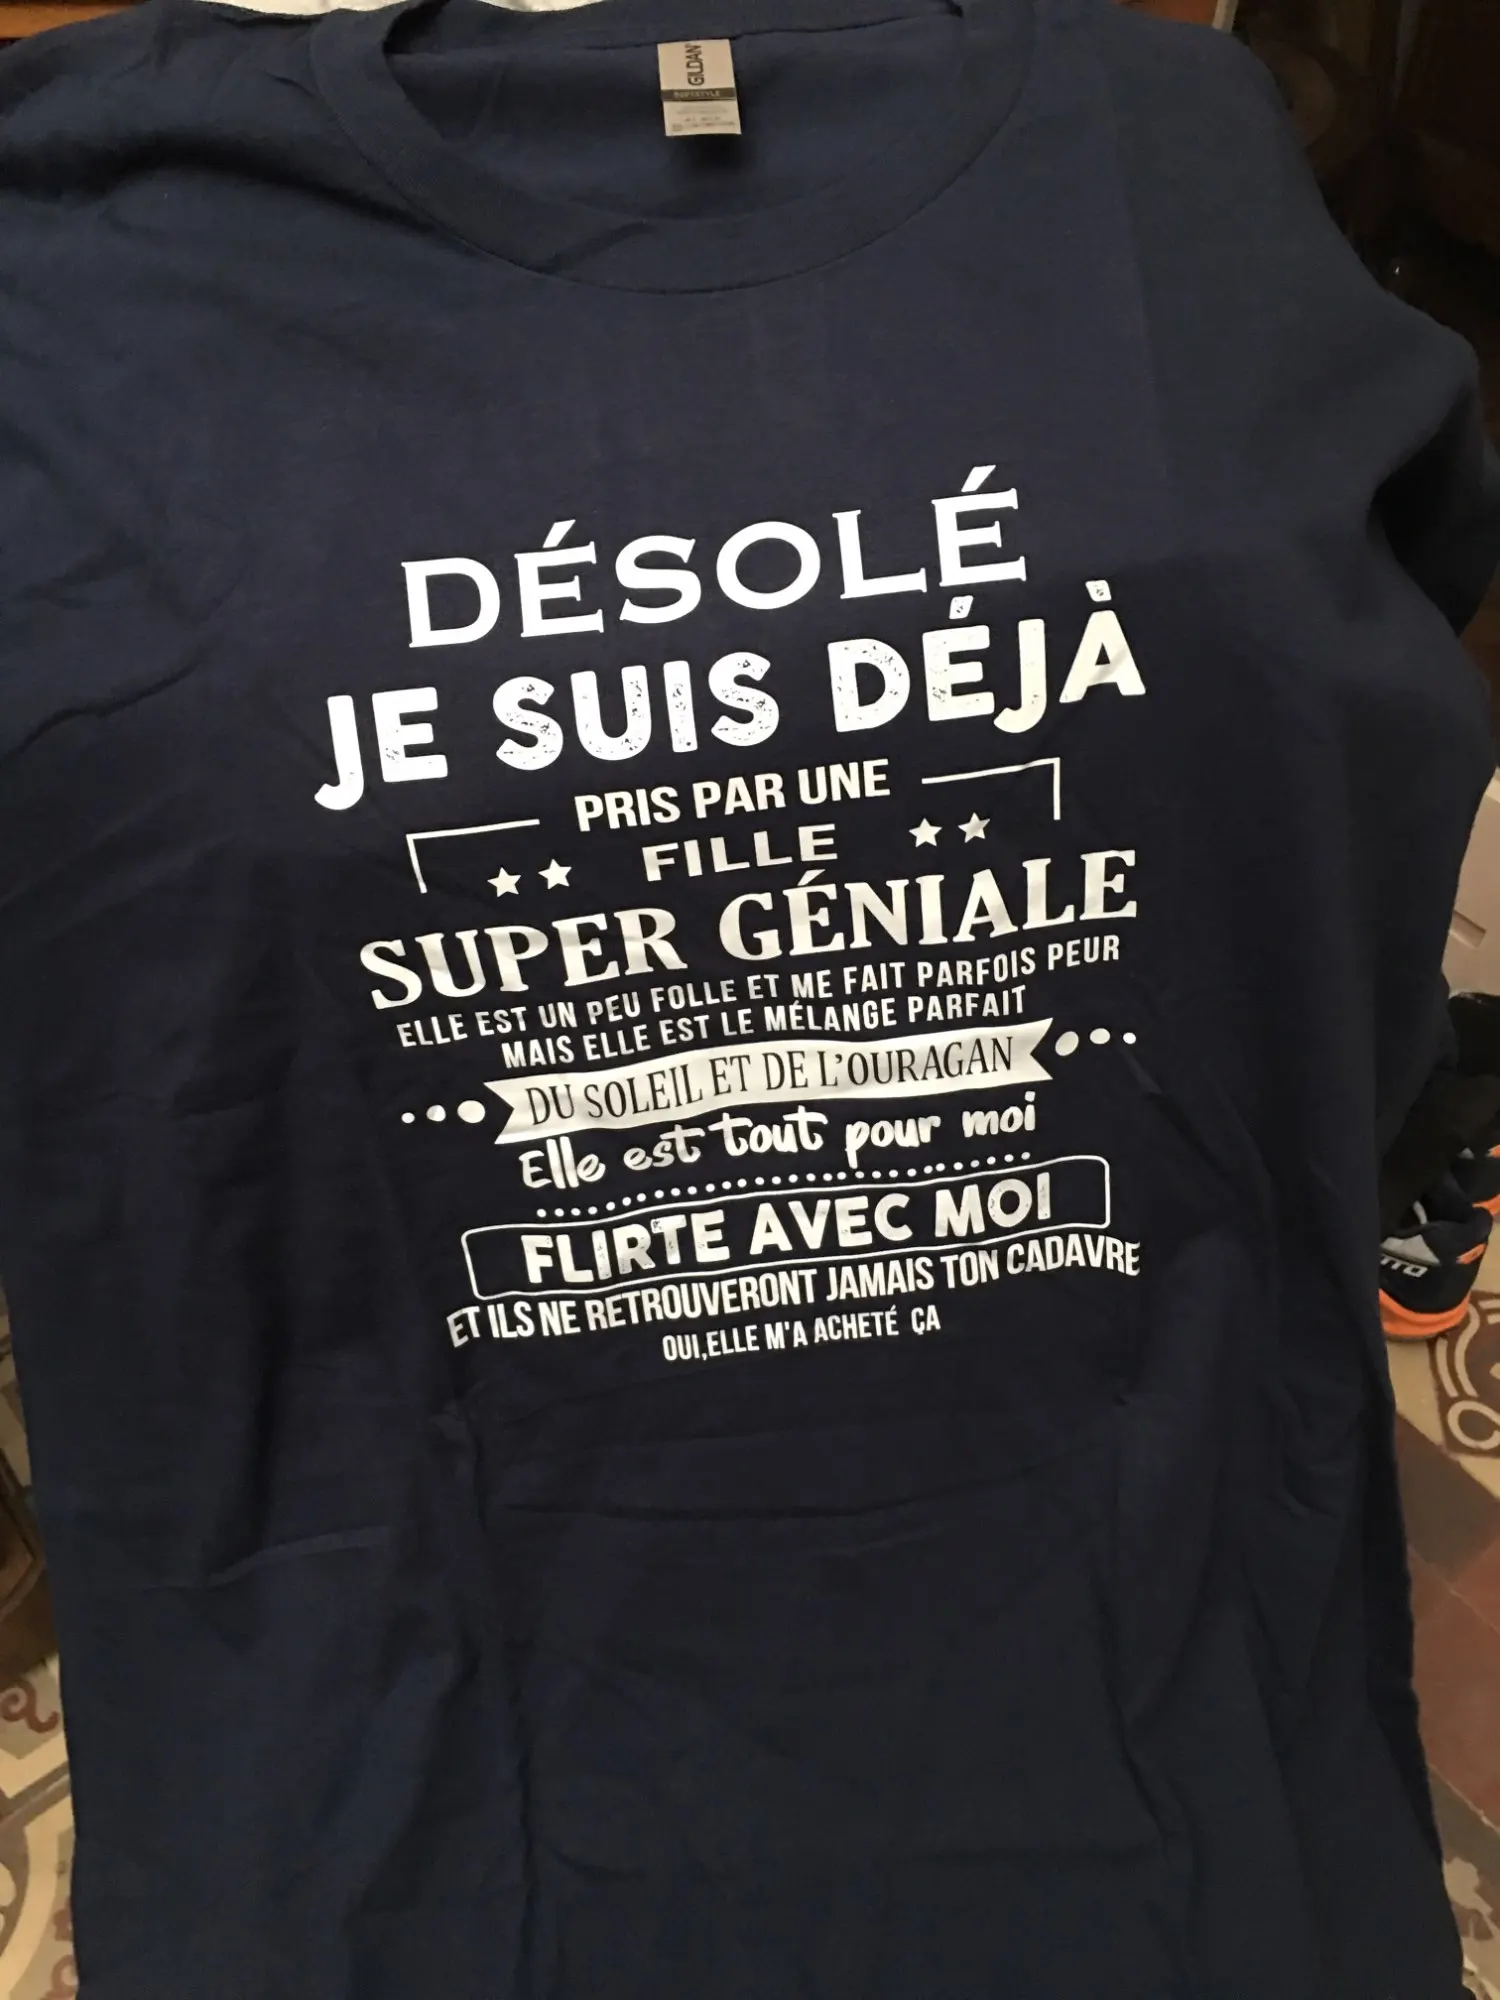 GILDAN
SOFTSTYLE
DÉSOLÉ
JE SUIS DÉJÀ
PRIS PAR UNE
FILLE
SUPER GÉNIALE
ELLE EST UN PEU FOLLE ET ME FAIT PARFOIS PEUR
MAIS ELLE EST LE MÉLANGE PARFAIT
DU SOLEIL ET DE L'OURAGAN
Elle est tout pour moi
FLIRTE AVEC MOI
ET ILS NE RETROUVERONT JAMAIS TON CADAVRE
OUI,ELLE M'A ACHETÉ ÇA